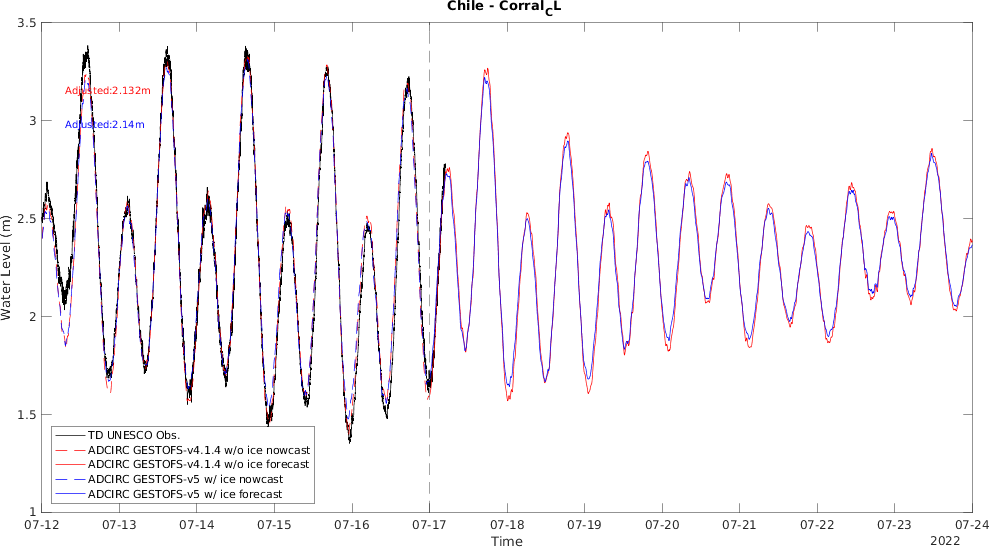 Chile - Corral_CL
3.5
3
2.5
2
1.5
1
Water Level (m)
Adjusted:2.132m
Adjusted:2.14m
TD UNESCO Obs.
ADCIRC GESTOFS-v4.1.4 w/o ice nowcast
ADCIRC GESTOFS-v4.1.4 w/o ice forecast
ADCIRC GESTOFS-v5 w/ ice nowcast
ADCIRC GESTOFS-v5 w/ ice forecast
07-12 07-13 07-14 07-15 07-16 07-17 07-18 07-19 07-20 07-21 07-22 07-23 07-24
Time
2022